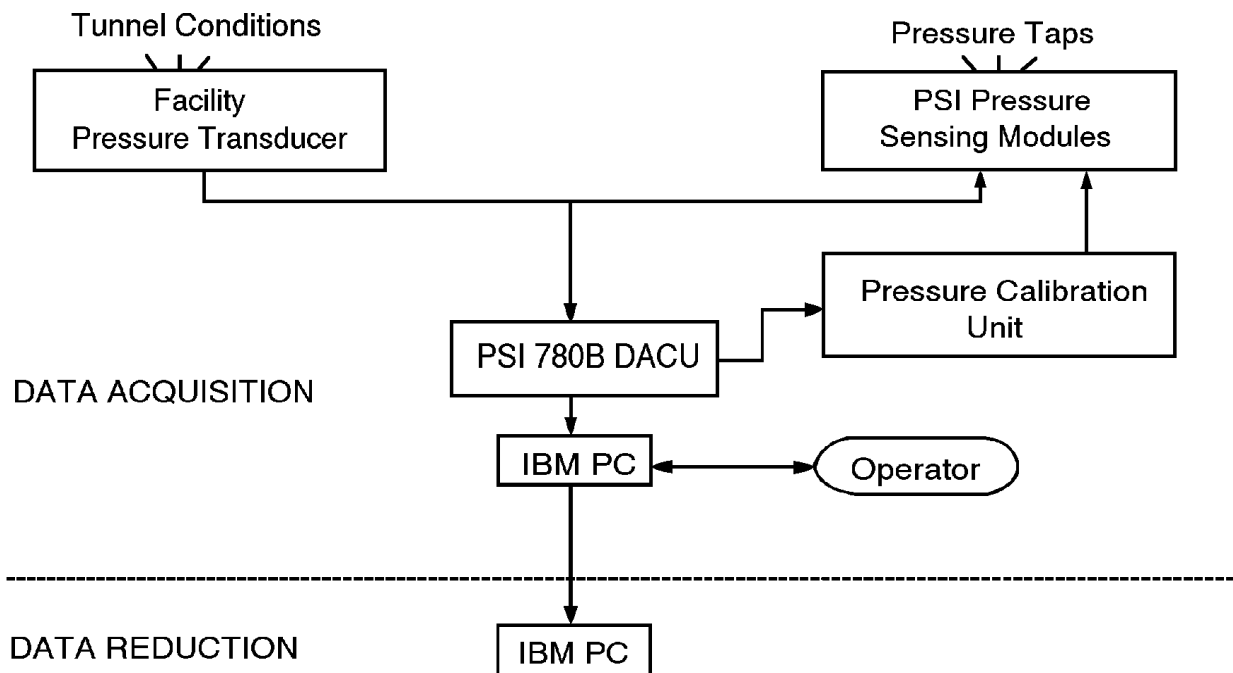 Tunnel Conditions
Facility
Pressure Transducer
Pressure Taps
PSI Pressure
Sensing Modules
Pressure Calibration
Unit
PSI 780B DACU
DATA ACQUISITION
IBM PC
Operator
DATA REDUCTION
IBM PC